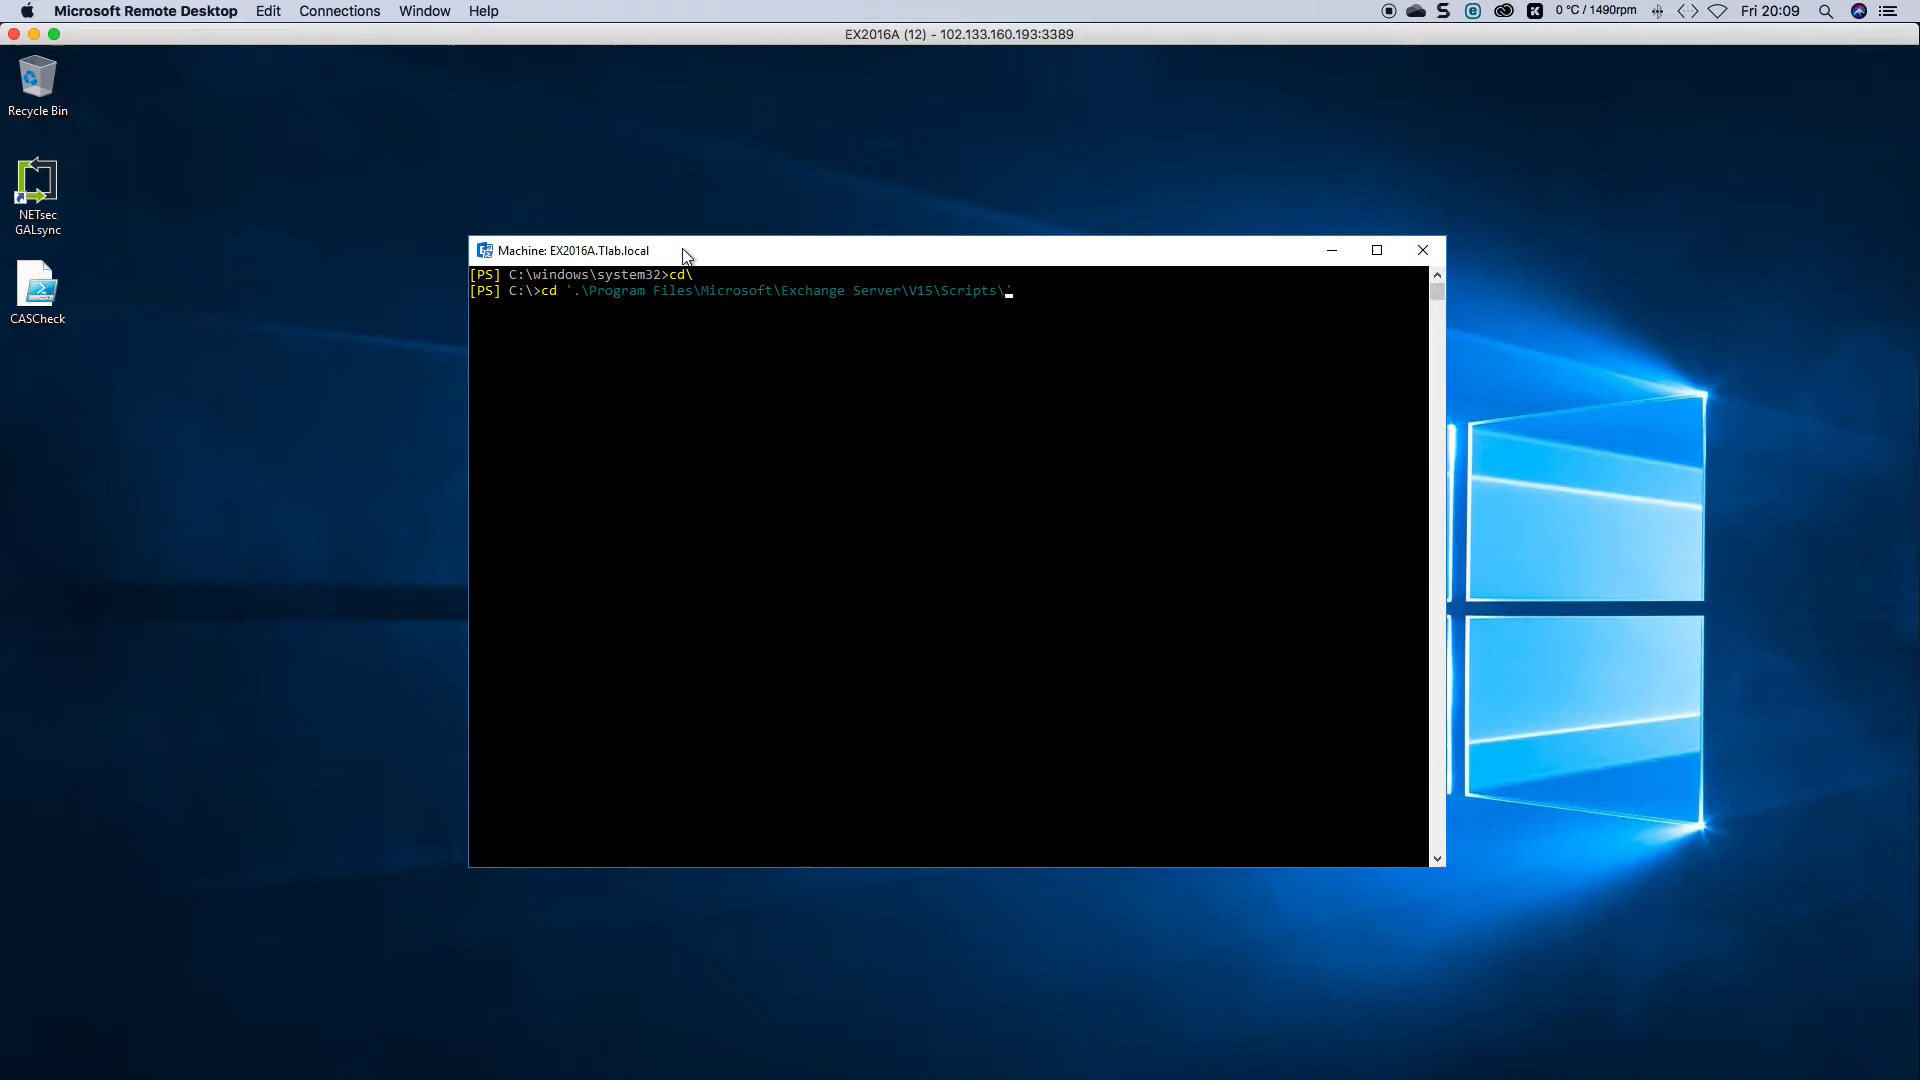 Microsoft Remote Desktop Edit Connections Window Help 0 °C / 1490rpm Fri 20:09
EX2016A (12) - 102.133.160.193:3389
Recycle Bin
NETsec
GALsync
CASCheck
Machine: EX2016A.Tlab.local
[PS] C:\windows\system32>cd\
[PS] C:\>cd '.\Program Files\Microsoft\Exchange Server\V15\Scripts\'